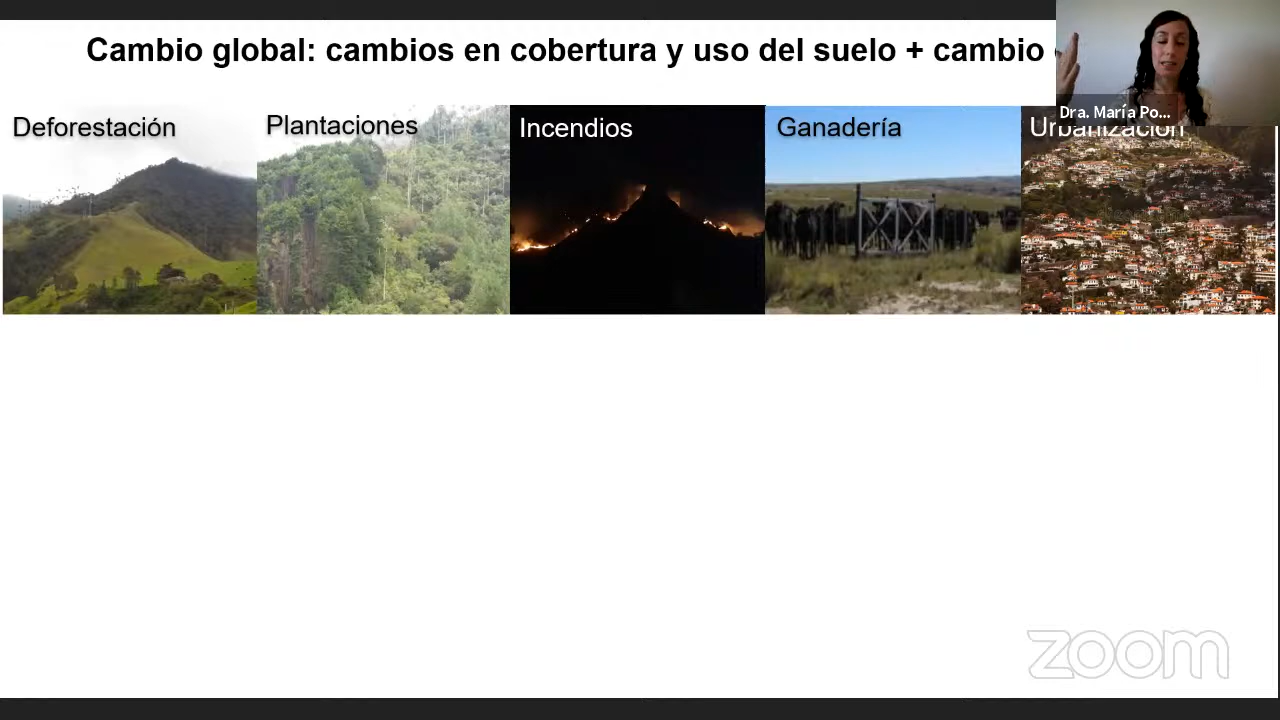 Cambio global: cambios en cobertura y uso del suelo + cambio
Dra. María Po...
Deforestación
Plantaciones
Incendios
Ganadería
Urbanización
zoom